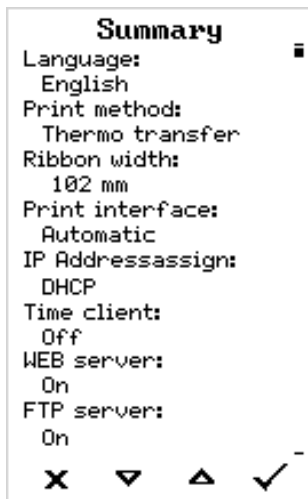 Summary
Language:
English
Print method:
Thermo transfer
Ribbon width:
102 mm
Print interface:
Automatic
IP Addressassign:
DHCP
Time client:
Off
WEB server:
On
FTP server:
On